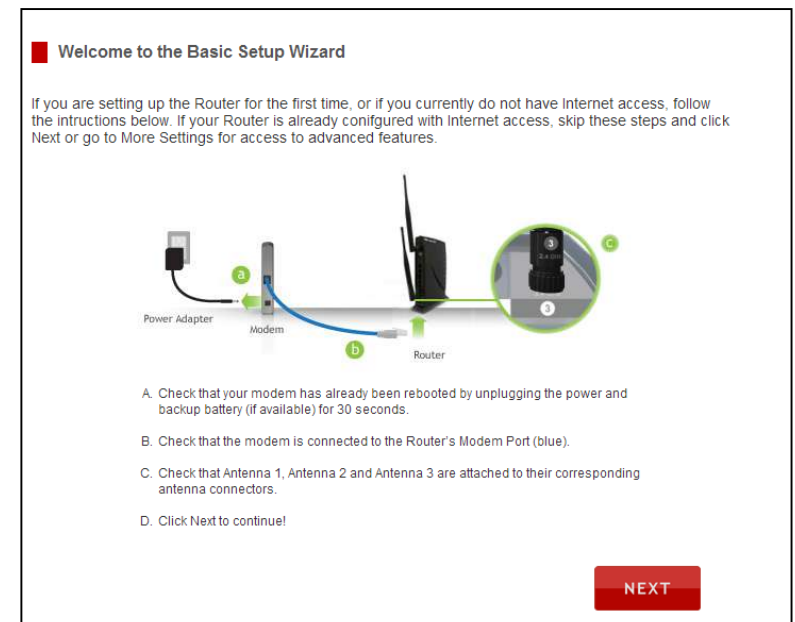 Welcome to the Basic Setup Wizard
If you are setting up the Router for the first time, or if you currently do not have Internet access, follow
the intructions below. If your Router is already conifgured with Internet access, skip these steps and click
Next or go to More Settings for access to advanced features.
3
c
a
3
Power Adapter
Modem
b
Router
A. Check that your modem has already been rebooted by unplugging the power and
backup battery (if available) for 30 seconds.
B. Check that the modem is connected to the Router's Modem Port (blue).
C. Check that Antenna 1, Antenna 2 and Antenna 3 are attached to their corresponding
antenna connectors.
D. Click Next to continue!
NEXT